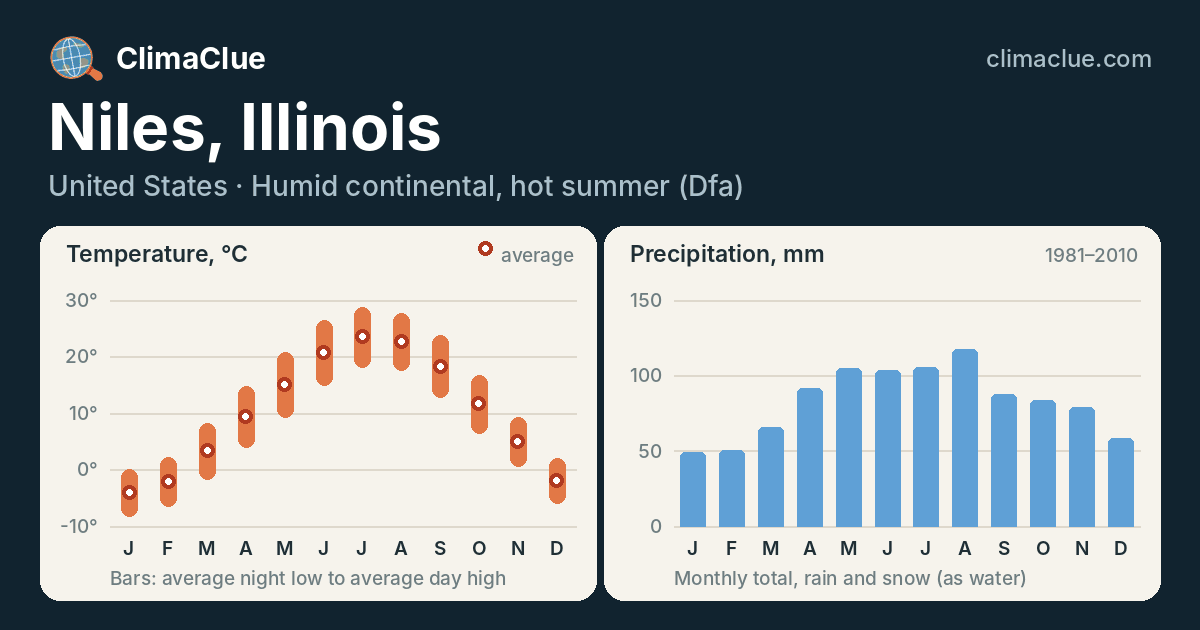 ClimaClue
climaclue.com
Niles, Illinois
United States · Humid continental, hot summer (Dfa)
Temperature, °C
average
30°
20°
10°
0°
-10°
J F M A M J J A S O N D
Bars: average night low to average day high
Precipitation, mm
1981–2010
150
100
50
0
J F M A M J J A S O N D
Monthly total, rain and snow (as water)